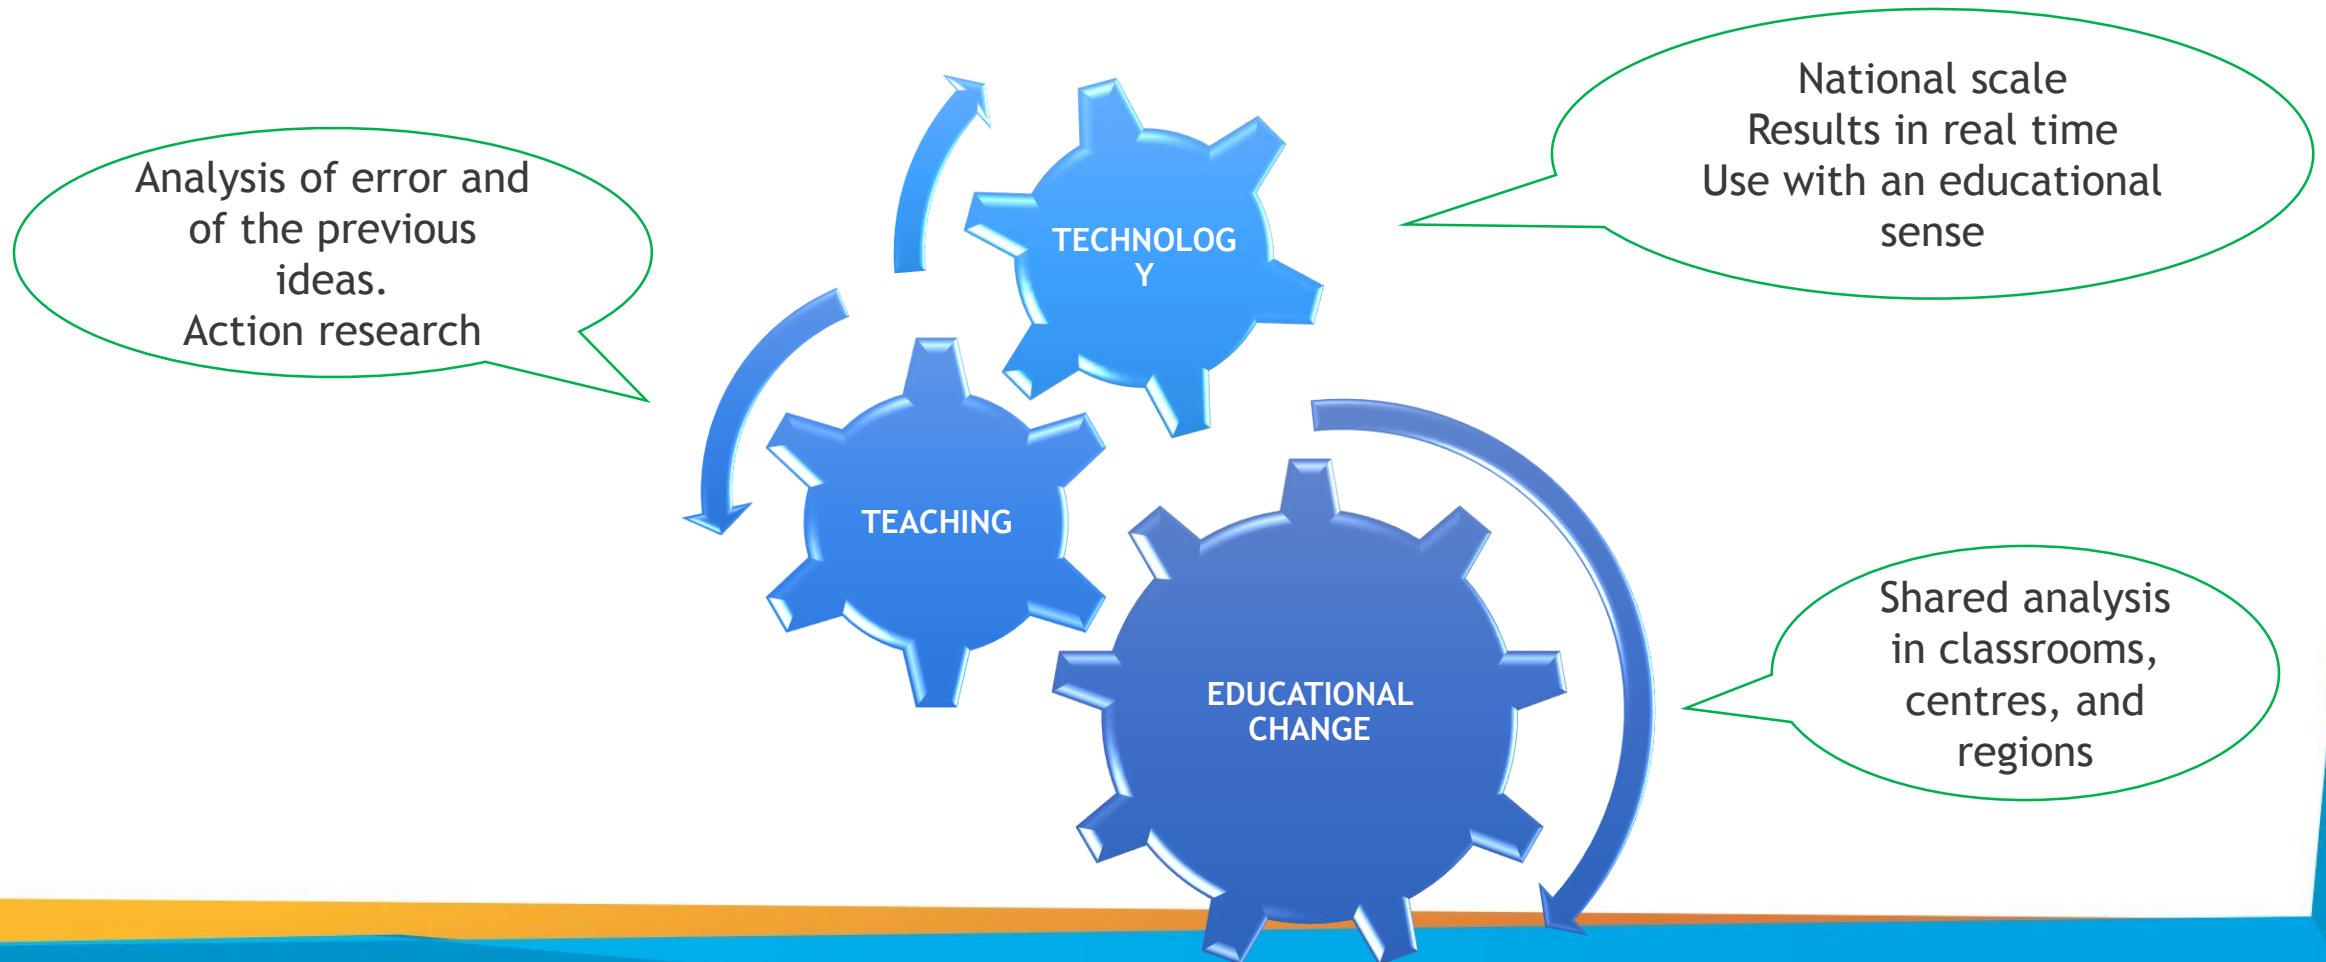 National scale
Results in real time
Use with an educational
sense
Analysis of error and
of the previous
ideas.
Action research
TECHNOLOG
Y
TEACHING
EDUCATIONAL
CHANGE
Shared analysis
in classrooms,
centres, and
regions